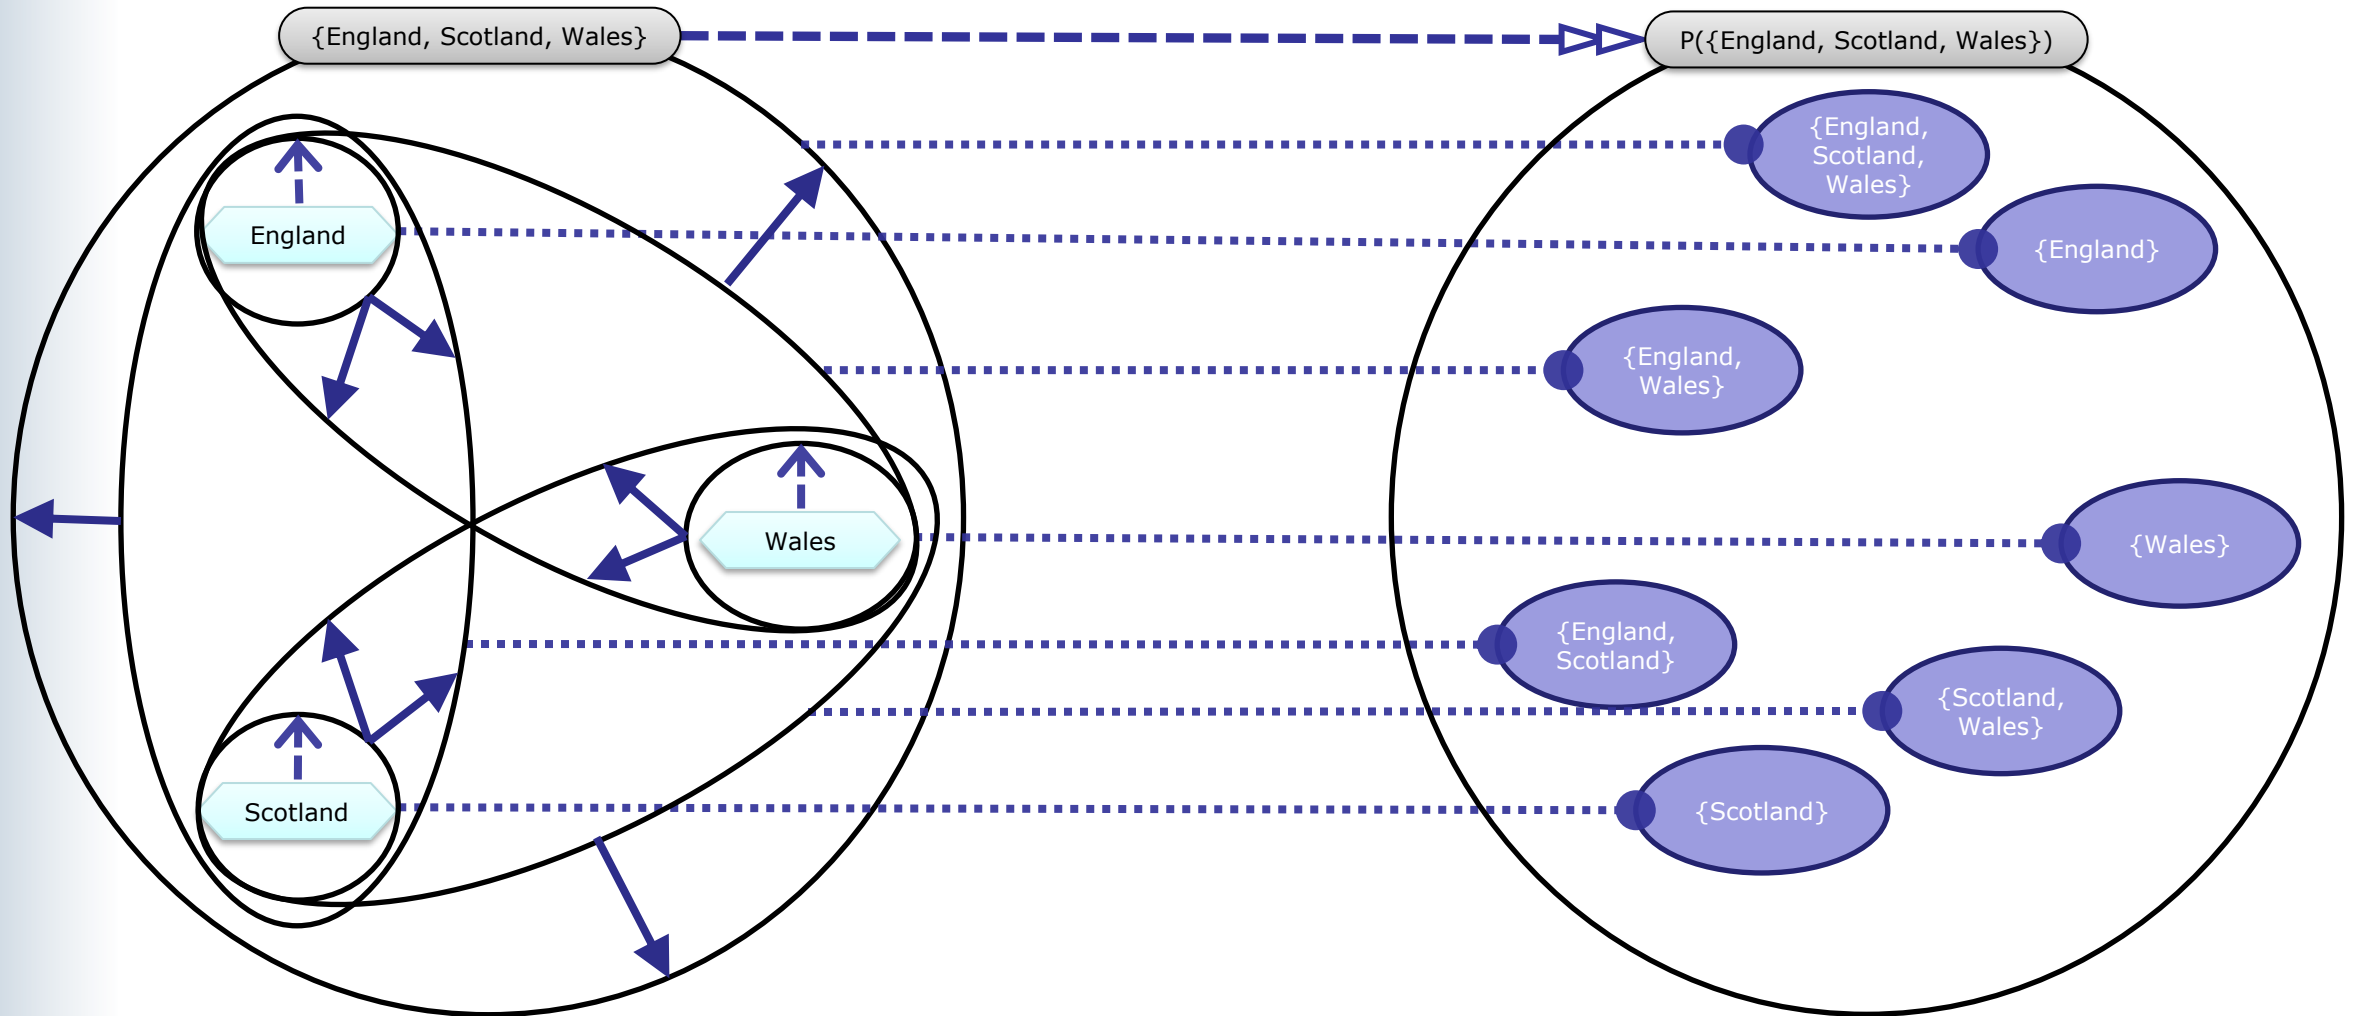 {England, Scotland, Wales}
P({England, Scotland, Wales})
{England,
Scotland,
Wales}
England
{England}
{England,
Wales}
Wales
{Wales}
{England,
Scotland}
{Scotland,
Wales}
Scotland
{Scotland}